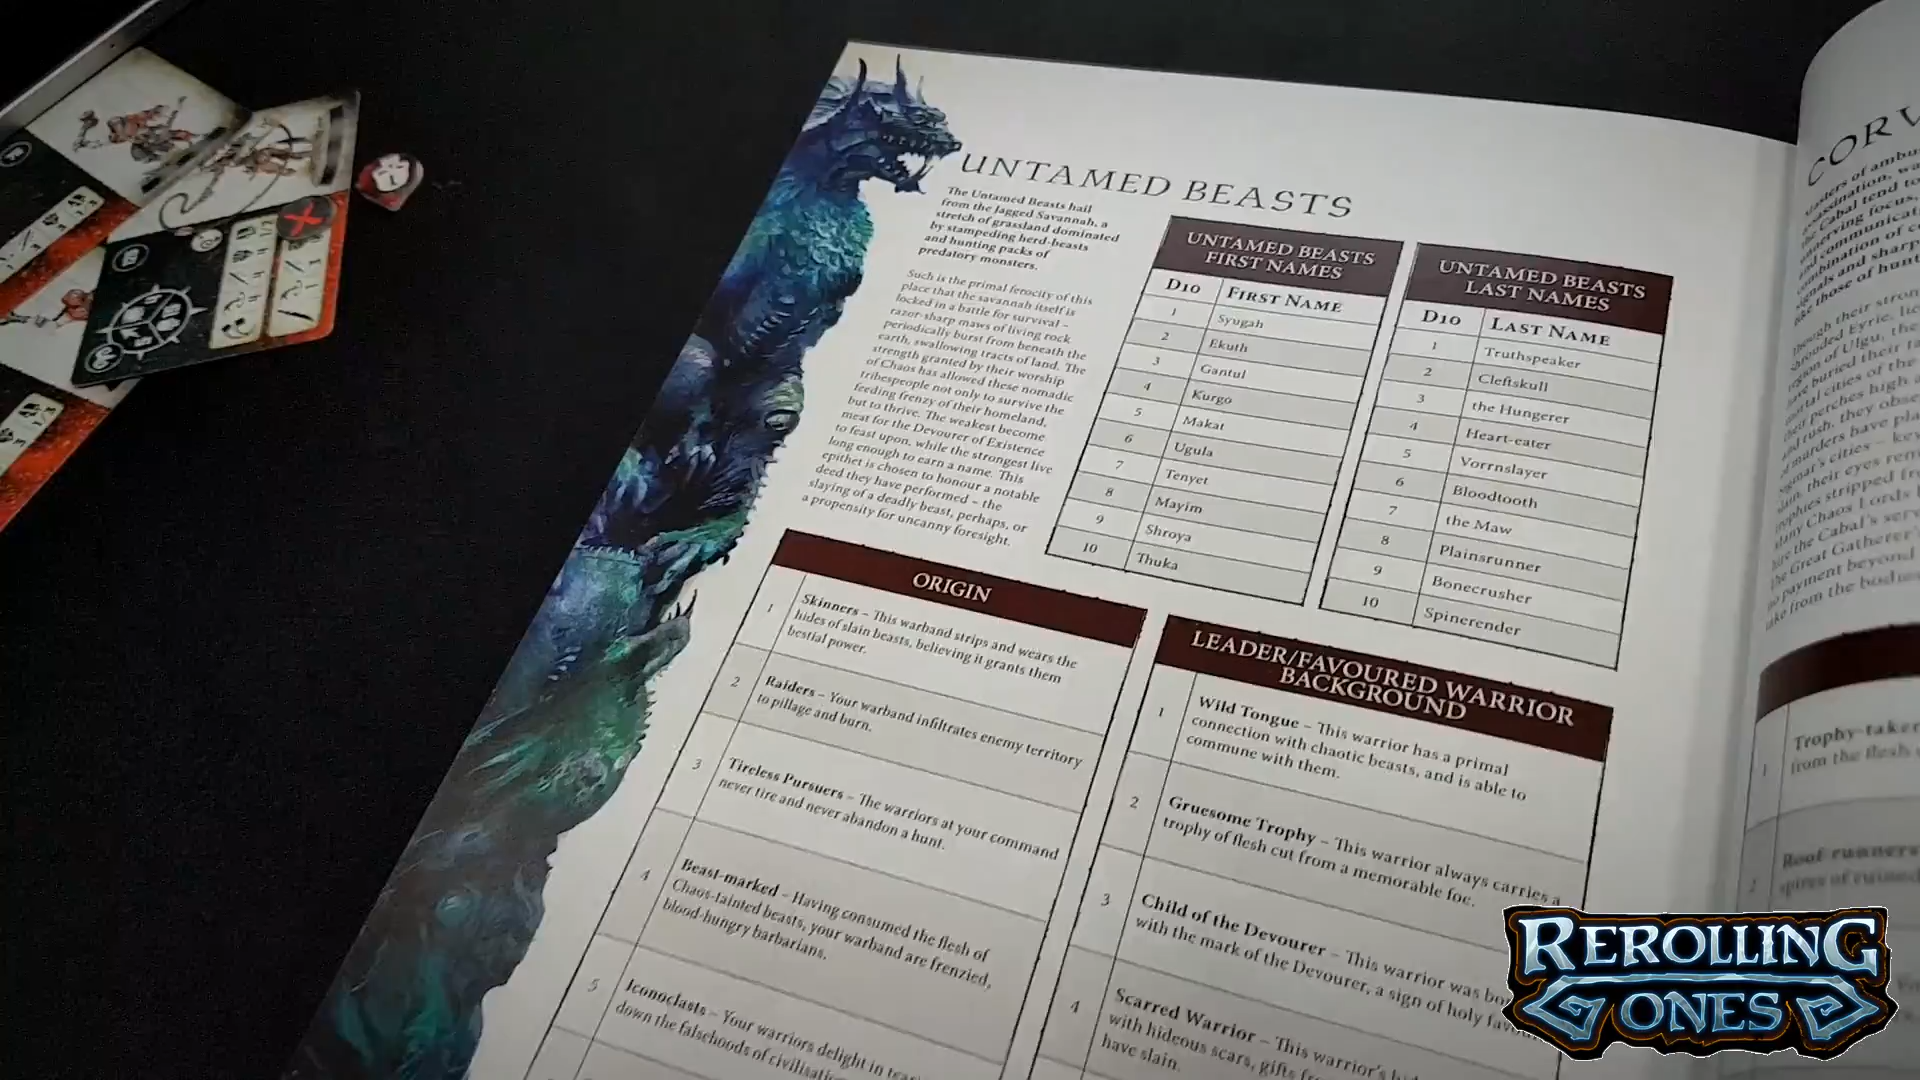 UNTAMED BEASTS
The Untamed Beasts hail
from the Jagged Savannah, a
stretch of grassland dominated
by stampeding herd-beasts
and hunting packs of
predatory monsters.
Such is the primal ferocity of this
place that the savannah itself is
locked in a battle for survival –
razor-sharp maws of living rock
periodically burst from beneath the
earth, swallowing tracts of land. The
strength granted by their worship
of Chaos has allowed these nomadic
tribespeople not only to survive the
feeding frenzy of their homeland,
but to thrive. The weakest become
meat for the Devourer of Existence
to feast upon, while the strongest live
long enough to earn a name. This
epithet is chosen to honour a notable
deed they have performed – the
slaying of a deadly beast, perhaps, or
a propensity for uncanny foresight.
UNTAMED BEASTS
FIRST NAMES
D10 FIRST NAME
1 Syugah
2 Ekuth
3 Gantul
4 Kurgo
5 Makat
6 Ugula
7 Tenyet
8 Mayim
9 Shroya
10 Thuka
UNTAMED BEASTS
LAST NAMES
D10 LAST NAME
1 Truthspeaker
2 Cleftskull
3 the Hungerer
4 Heart-eater
5 Vorrnslayer
6 Bloodtooth
7 the Maw
8 Plainsrunner
9 Bonecrusher
10 Spinerender
ORIGIN
1 Skinners – This warband strips and wears the
hides of slain beasts, believing it grants them
bestial power.
2 Raiders – Your warband infiltrates enemy territory
to pillage and burn.
3 Tireless Pursuers – The warriors at your command
never tire and never abandon a hunt.
4 Beast-marked – Having consumed the flesh of
Chaos-tainted beasts, your warband are frenzied,
blood-hungry barbarians.
5 Iconoclasts – Your warriors delight in
down the falsehoods of
LEADER/FAVOURED WARRIOR
BACKGROUND
1 Wild Tongue – This warrior has a primal
connection with chaotic beasts, and is able to
commune with them.
2 Gruesome Trophy – This warrior always carries a
trophy of flesh cut from a memorable foe.
3 Child of the Devourer – This warrior was
with the mark of the Devourer, a sign of holy
4 Scarred Warrior – This warrior's
with hideous scars, gifts
have slain.
Trophy-taker
from the flesh
1
Roof-runners
REROLLING
ONES